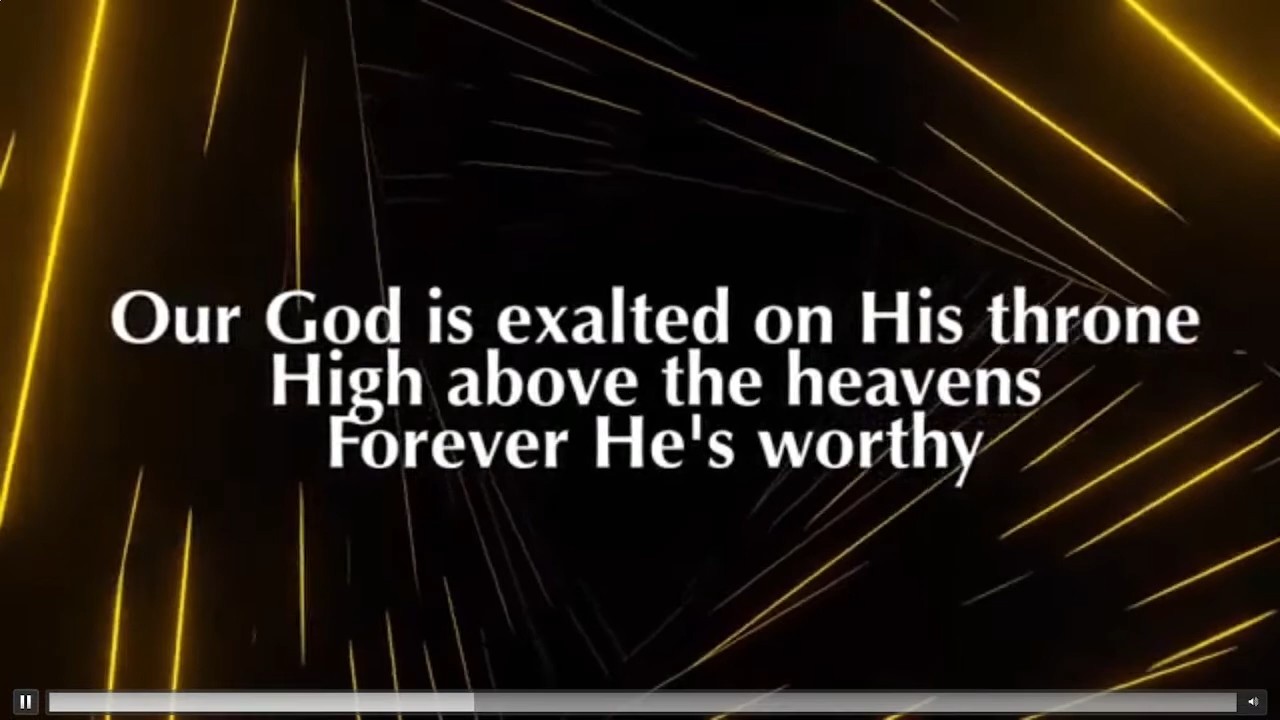 Our God is exalted on His throne
High above the heavens
Forever He's worthy